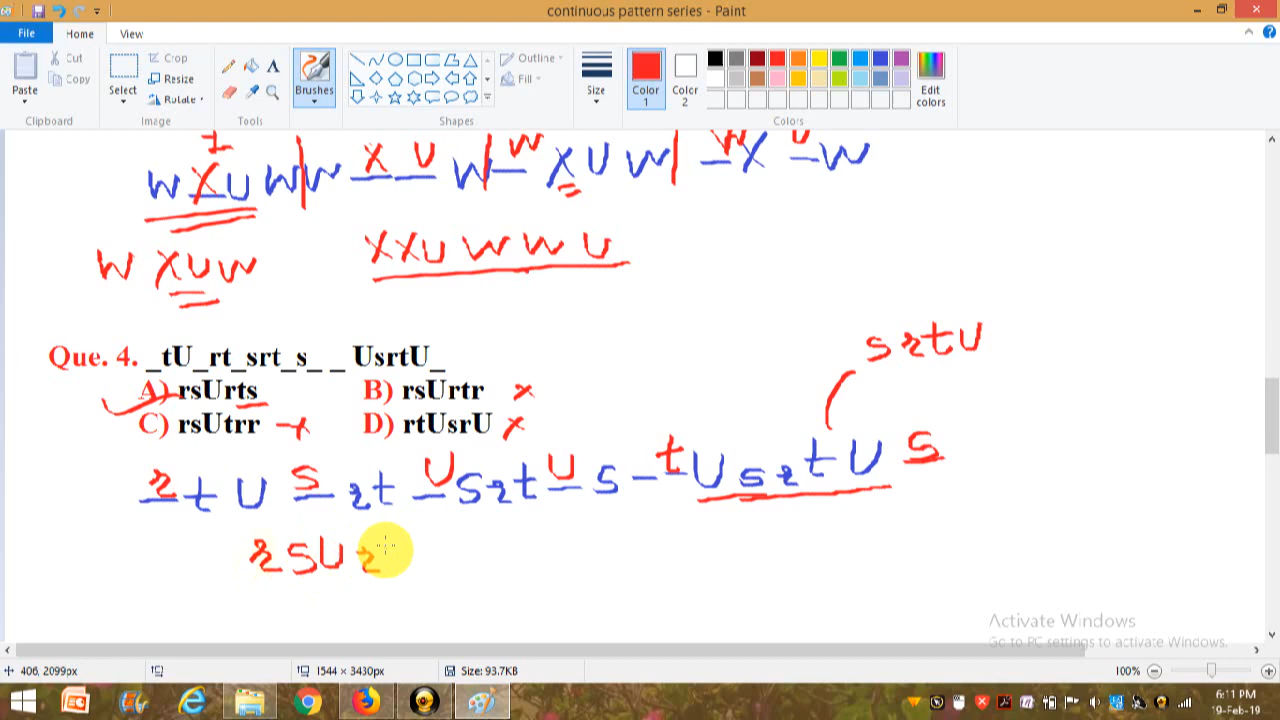 continuous pattern series - Paint
File Home View
Paste Cut Copy Clipboard
Select Crop Resize Rotate Image
Tools
Brushes
Outline Fill Shapes
Size
Color 1 Color 2 Edit colors Colors
t
W X U W | W X U W | W X U W | W X U W
W X U W X X U W W U
Que. 4. _tU_rt_srt_s_ _ UsrtU_
s r t U
A) rsUrts B) rsUrtr ×
C) rsUtrr × D) rtUsrU ×
r t U s r t U s r t U s _ t U s r t U s
r s U r
Activate Windows
Go to PC settings to activate Windows.
406, 2099px 1544 × 3430px Size: 93.7KB 100%
6:11 PM
19-Feb-19